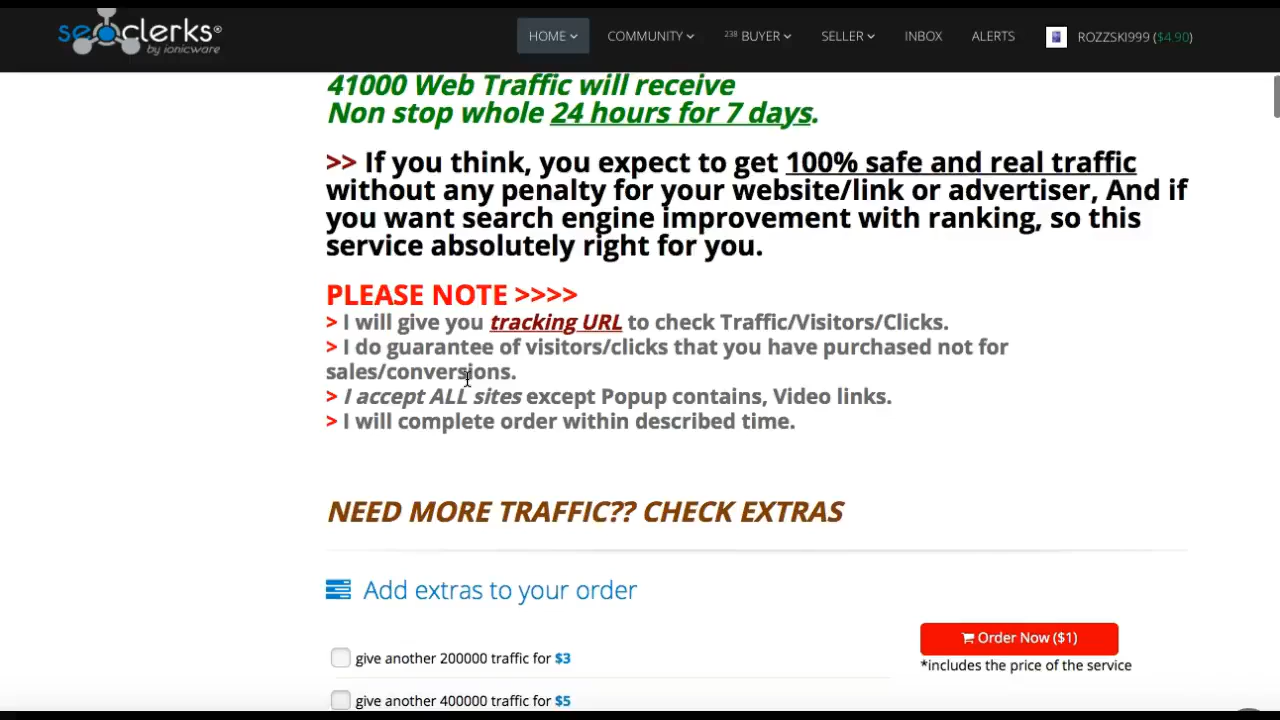 seoclerks®
by ionicware
HOME
COMMUNITY
238 BUYER
SELLER
INBOX
ALERTS
ROZZSKI999 ($4.90)
41000 Web Traffic will receive
Non stop whole 24 hours for 7 days.
>> If you think, you expect to get 100% safe and real traffic
without any penalty for your website/link or advertiser, And if
you want search engine improvement with ranking, so this
service absolutely right for you.
PLEASE NOTE >>>>
> I will give you tracking URL to check Traffic/Visitors/Clicks.
> I do guarantee of visitors/clicks that you have purchased not for
sales/conversions.
> I accept ALL sites except Popup contains, Video links.
> I will complete order within described time.
NEED MORE TRAFFIC?? CHECK EXTRAS
Add extras to your order
Order Now ($1)
*includes the price of the service
give another 200000 traffic for $3
give another 400000 traffic for $5